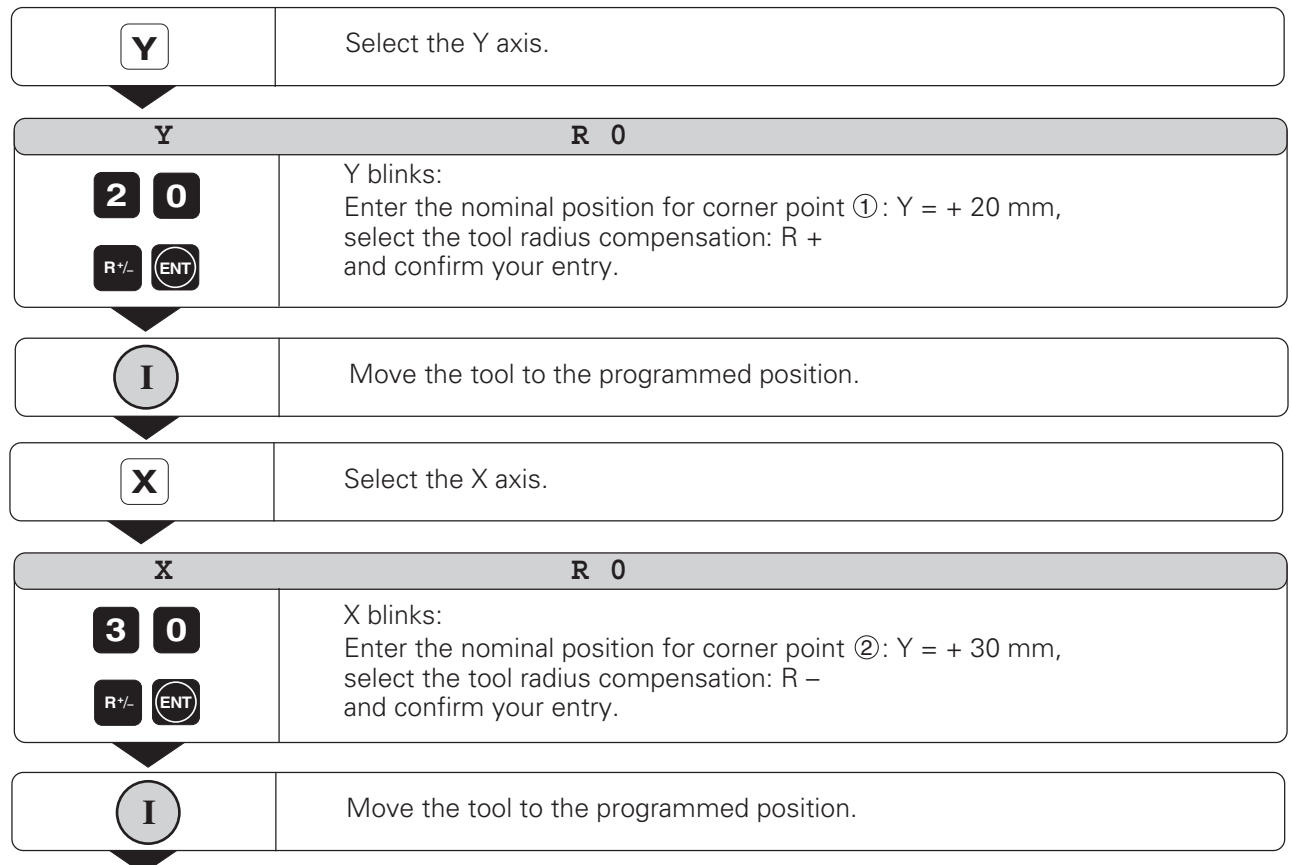 Y
Select the Y axis.
Y R 0
2 0
Y blinks:
Enter the nominal position for corner point ①: Y = + 20 mm,
select the tool radius compensation: R +
R+/- ENT
and confirm your entry.
I
Move the tool to the programmed position.
X
Select the X axis.
X R 0
3 0
X blinks:
Enter the nominal position for corner point ②: Y = + 30 mm,
select the tool radius compensation: R –
R+/- ENT
and confirm your entry.
I
Move the tool to the programmed position.